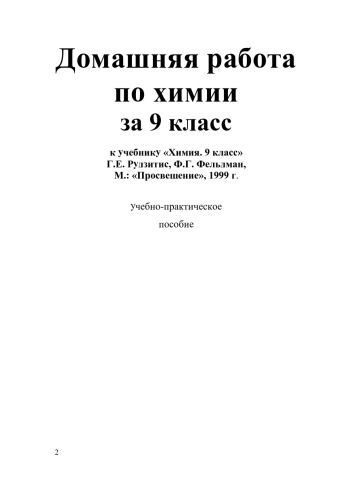 Домашняя работа
по химии
за 9 класс
к учебнику «Химия. 9 класс»
Г.Е. Рудзитис, Ф.Г. Фельдман,
М.: «Просвещение», 1999 г.
учебно-практическое
пособие
2